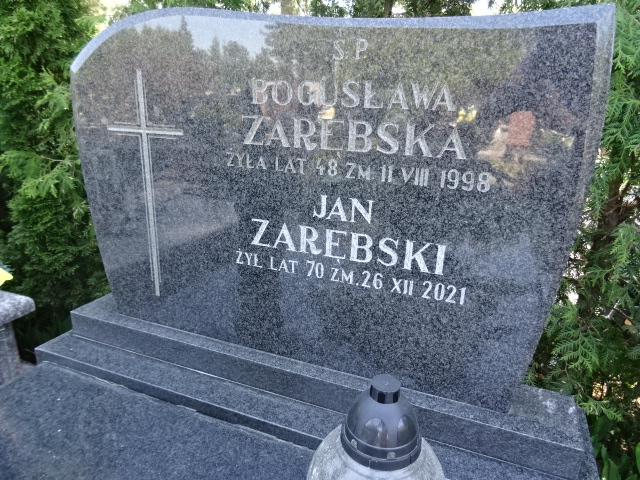 Ś P
BOGUSŁAWA
ZARĘBSKA
ŻYŁA LAT 48 ZM. 11 VIII 1998
JAN
ZARĘBSKI
ŻYŁ LAT 70 ZM. 26 XII 2021